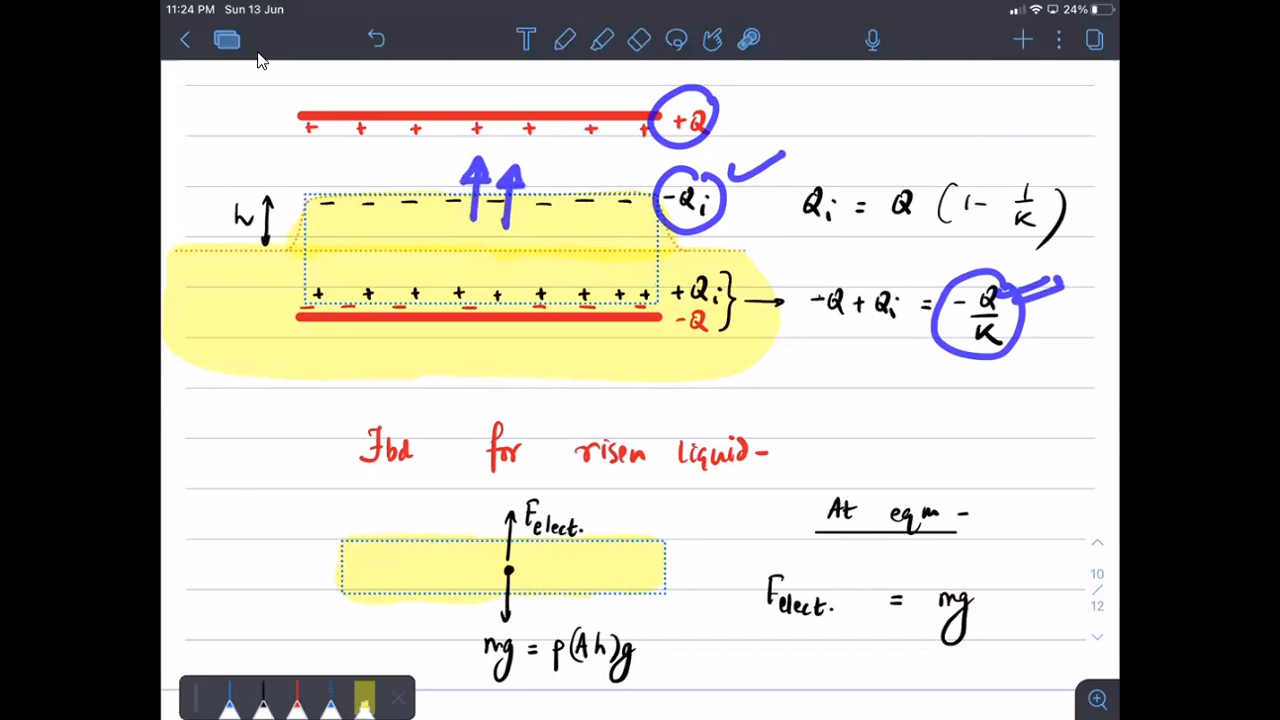 11:24 PM Sun 13 Jun
24%
T
+ + + + + + + +Q
h
- - - - - - - -Qi
Qi = Q (1- 1/K)
+ + + + + + + + + +Qi } → -Q + Qi = -Q/K
- - - - - - - -Q
Fbd for risen liquid-
Felect.
At eqm -
10
/
12
Felect. = mg
mg = ρ(Ah)g